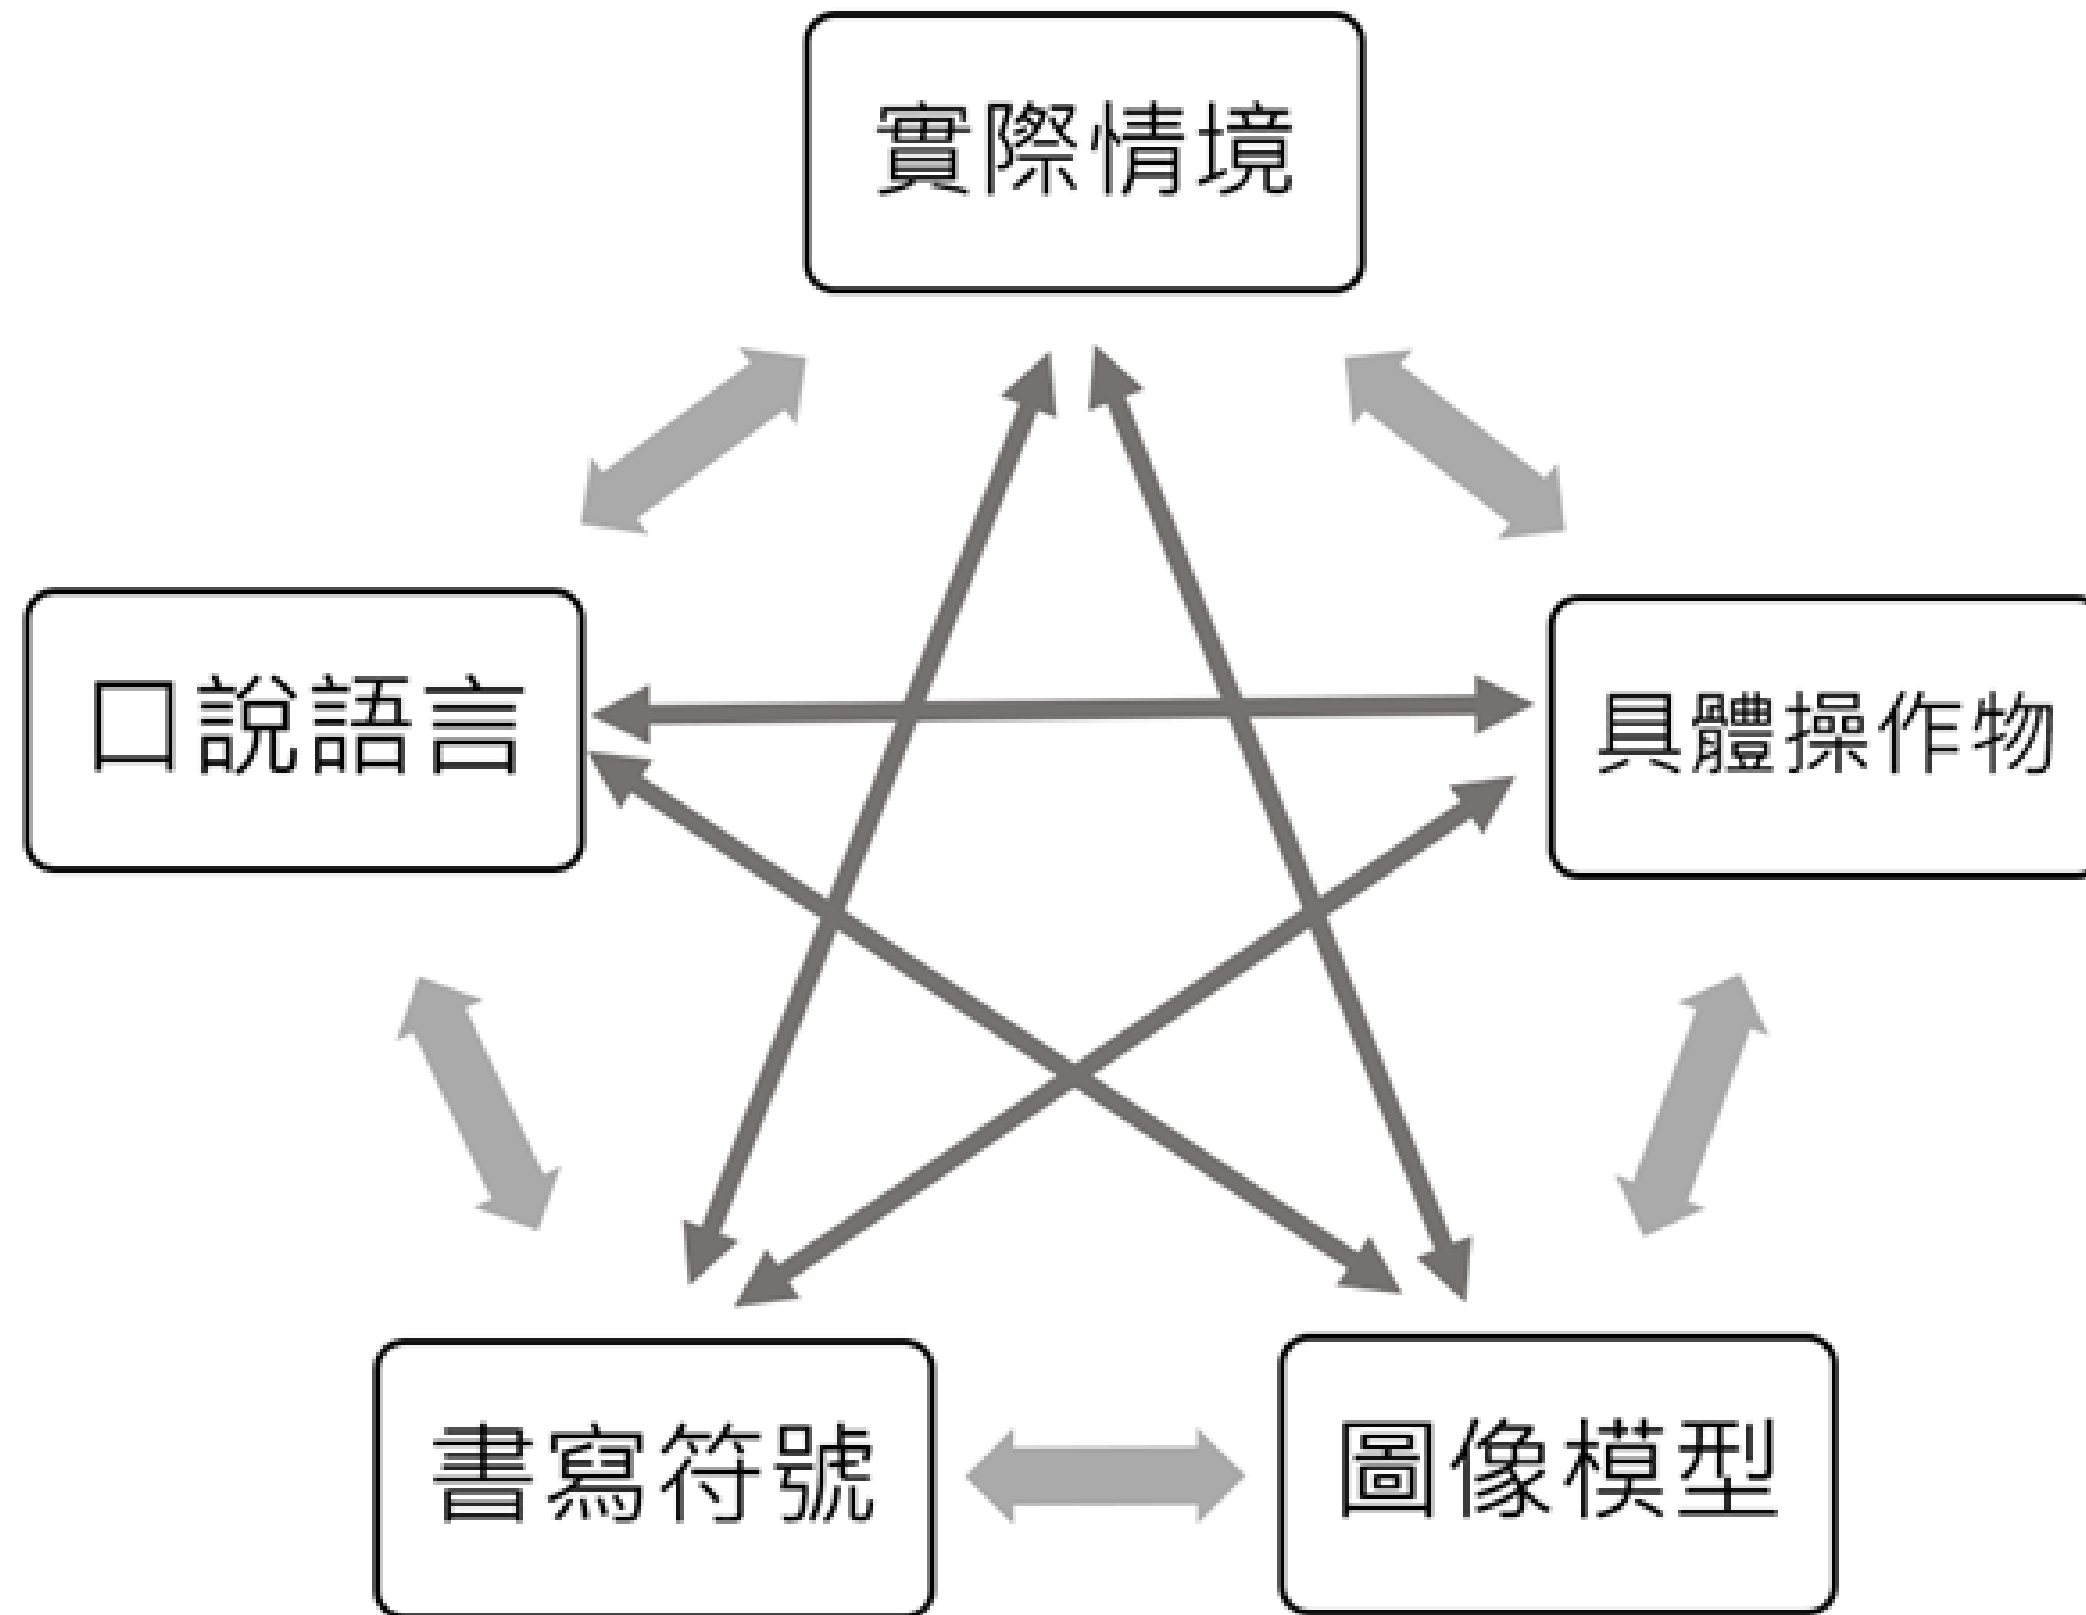 實際情境
口說語言
具體操作物
書寫符號
圖像模型